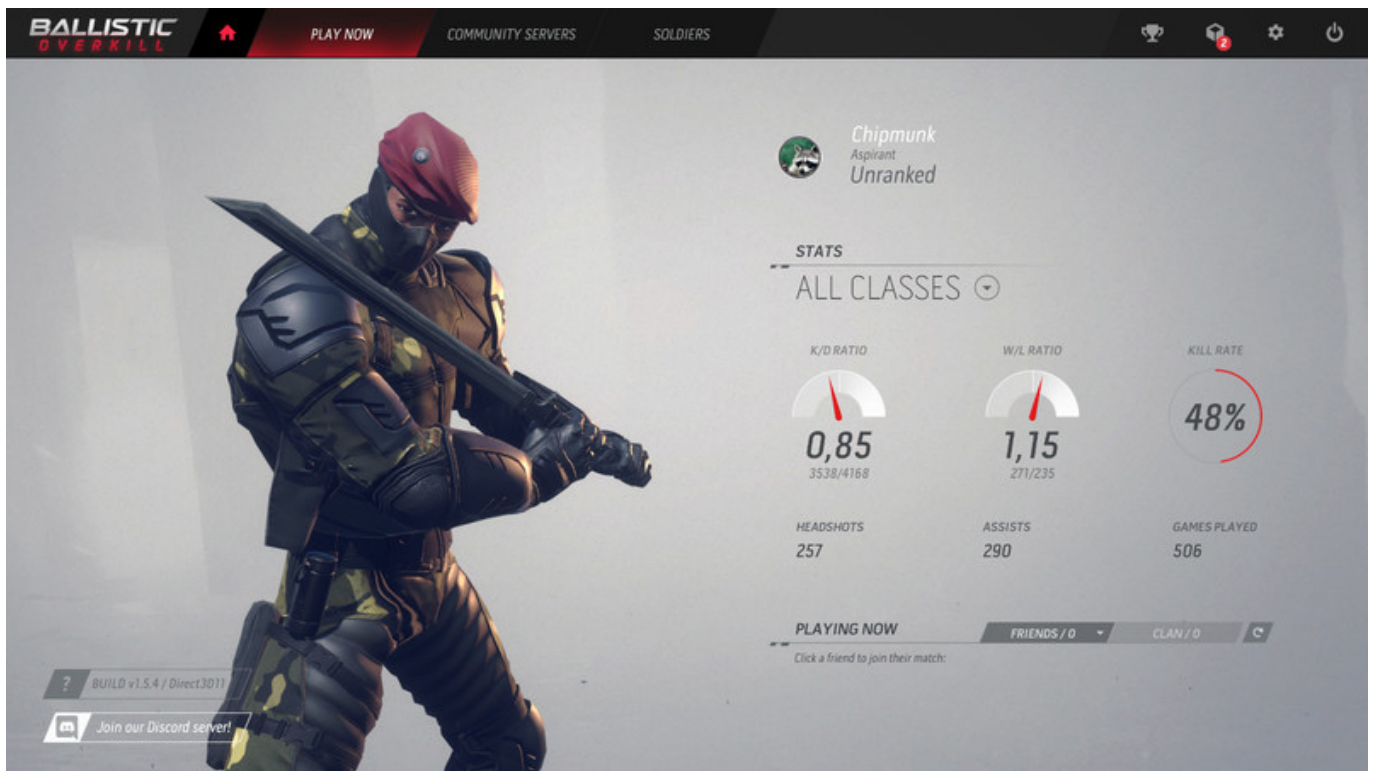 BALLISTIC
OVERKILL
PLAY NOW
COMMUNITY SERVERS
SOLDIERS
2
Chipmunk
Aspirant
Unranked
STATS
ALL CLASSES
K/D RATIO
W/L RATIO
KILL RATE
0,85
1,15
48%
3538/4168
271/235
HEADSHOTS
ASSISTS
GAMES PLAYED
257
290
506
PLAYING NOW
FRIENDS / 0
CLAN / 0
Click a friend to join their match:
? BUILD v1.5.4 / Direct3D11
Join our Discord server!